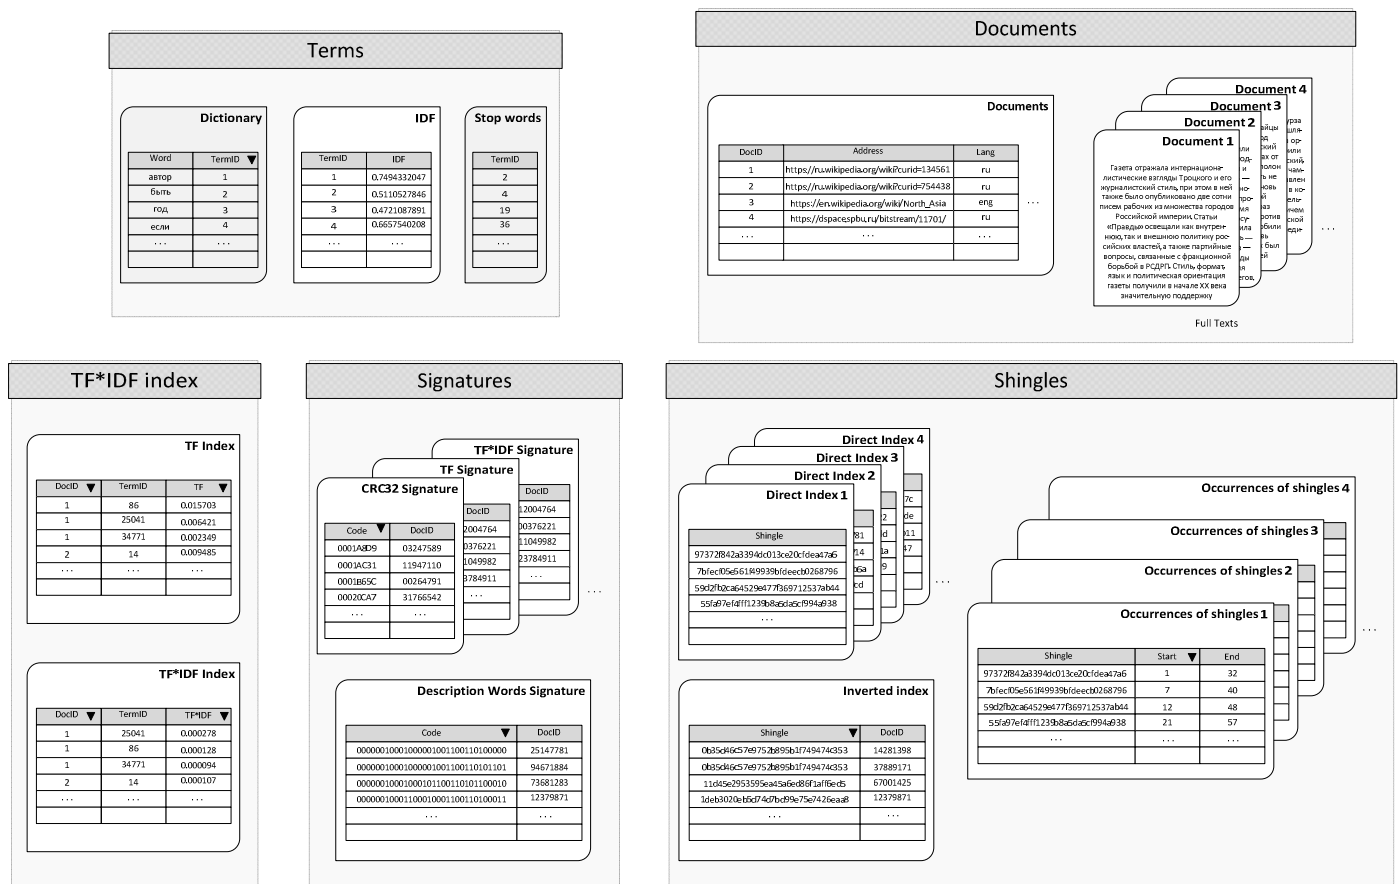 Terms
Dictionary
Word TermID ▼
автор 1
быть 2
год 3
если 4
... ...
IDF
TermID IDF
1 0.7494332047
2 0.5110527846
3 0.4721087891
4 0.6657540208
... ...
Stop words
TermID
2
4
19
36
...
Documents
Documents
DocID Address Lang
1 https://ru.wikipedia.org/wiki?curid=134561 ru
2 https://ru.wikipedia.org/wiki?curid=754438 ru
3 https://en.wikipedia.org/wiki/North_Asia eng
4 https://dspace.spbu.ru/bitstream/11701/ ru
... ... ...
...
Document 4
Document 3
Document 2
Document 1
Газета отражала интернациона-
листические взгляды Троцкого и его
журналистский стиль, при этом в ней
также было опубликовано две сотни
писем рабочих из множества городов
Российской империи. Статьи
«Правды» освещали как внутрен-
нюю, так и внешнюю политику рос-
сийских властей, а также партийные
вопросы, связанные с фракционной
борьбой в РСДРП. Стиль, формат,
язык и политическая ориентация
газеты получили в начале XX века
значительную поддержку
...
Full Texts
TF*IDF index
TF Index
DocID ▼ TermID TF ▼
1 86 0.015703
1 25041 0.006421
1 34771 0.002349
2 14 0.009485
... ... ...
TF*IDF Index
DocID ▼ TermID TF*IDF ▼
1 25041 0.000278
1 86 0.000128
1 34771 0.000094
2 14 0.000107
... ... ...
Signatures
TF*IDF Signature
DocID
12004764
00376221
11049982
23784911
...
TF Signature
DocID
2004764
0376221
1049982
3784911
...
CRC32 Signature
Code ▼ DocID
0001A8D9 03247589
0001AC31 11947110
0001B65C 00264791
00020CA7 31766542
... ...
...
Description Words Signature
Code ▼ DocID
00000010001000001001100110100000 25147781
00000010001000001001100110101101 94671884
00000010001000101100110101100010 73681283
00000010001100010001100110100011 12379871
... ...
Shingles
Direct Index 4
Direct Index 3
Direct Index 2
Direct Index 1
Shingle
97372f842a3394dc013ce20cfdea47a6
7bfecf05e561f49939bfdeecb0268796
59d2fb2ca64529e477f369712537ab44
55fa97ef4fff1239b8a5da5cf994a938
...
...
Inverted index
Shingle ▼ DocID
0b35d46c57e9752b895b1f749474c353 14281398
0b35d46c57e9752b895b1f749474c353 37889171
11d45e2953595ea45a6ed86f1aff6ed5 67001425
1deb3020eb5d74d7bd99e75e7426eaa8 12379871
... ...
Occurrences of shingles 4
Occurrences of shingles 3
Occurrences of shingles 2
Occurrences of shingles 1
Shingle Start ▼ End
97372f842a3394dc013ce20cfdea47a6 1 32
7bfecf05e561f49939bfdeecb0268796 7 40
59d2fb2ca64529e477f369712537ab44 12 48
55fa97ef4fff1239b8a5da5cf994a938 21 57
... ... ...
...